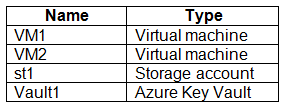 Name Type
VM1 Virtual machine
VM2 Virtual machine
st1 Storage account
Vault1 Azure Key Vault